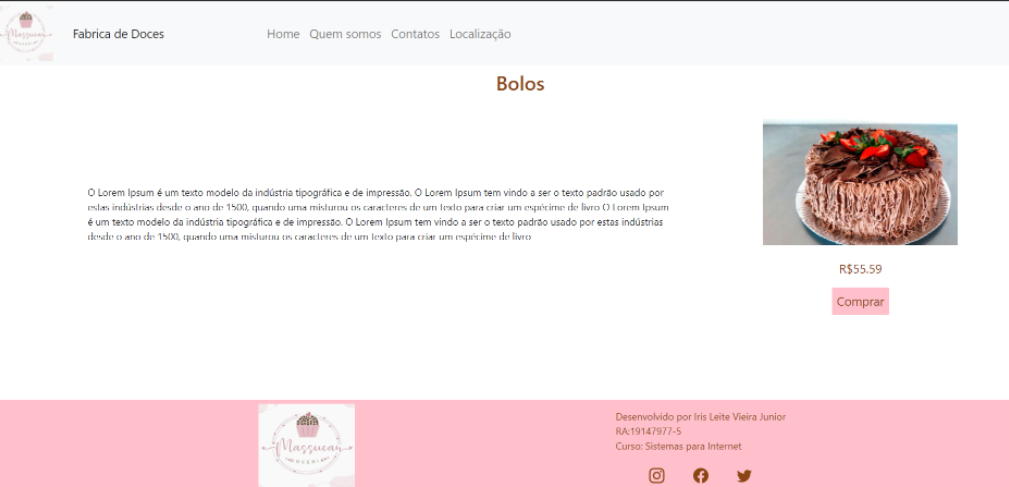 Massucar
Fabrica de Doces
Home Quem somos Contatos Localização
Bolos
O Lorem Ipsum é um texto modelo da indústria tipográfica e de impressão. O Lorem Ipsum tem vindo a ser o texto padrão usado por
estas indústrias desde o ano de 1500, quando uma misturou os caracteres de um texto para criar um espécime de livro O Lorem Ipsum
é um texto modelo da indústria tipográfica e de impressão. O Lorem Ipsum tem vindo a ser o texto padrão usado por estas indústrias
desde o ano de 1500, quando uma misturou os caracteres de um texto para criar um espécime de livro
R$55.59
Comprar
Massucar
Desenvolvido por Iris Leite Vieira Junior
RA:19147977-5
Curso: Sistemas para Internet